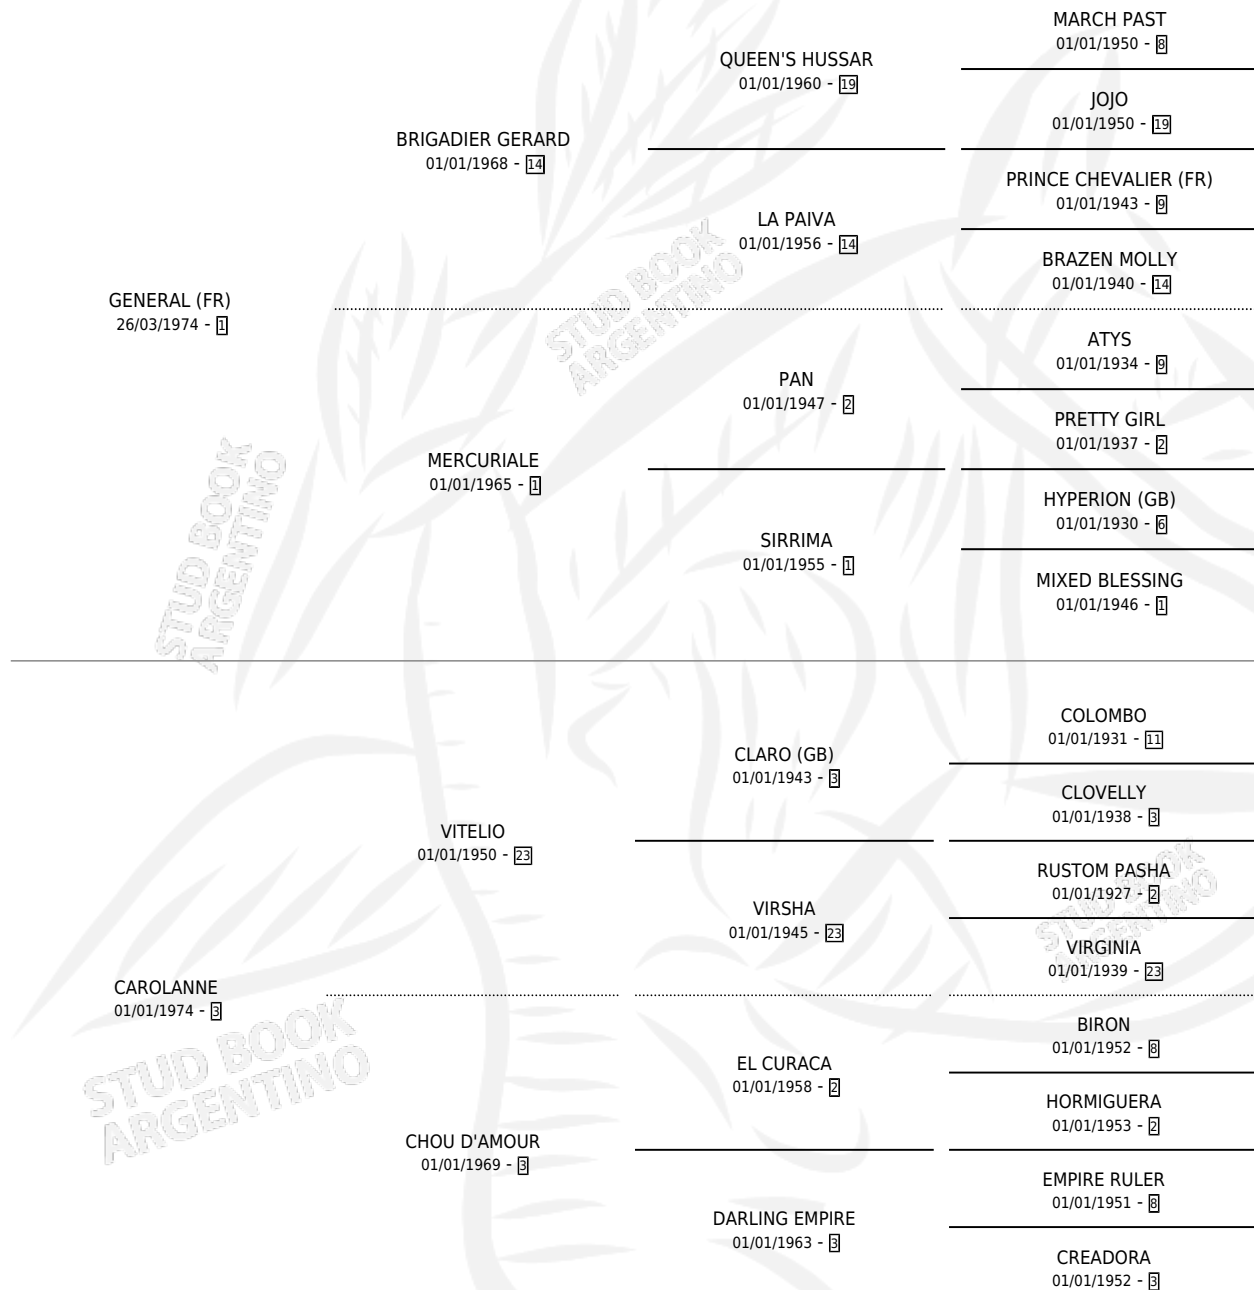 MARCH PAST
01/01/1950 - 8
QUEEN'S HUSSAR
01/01/1960 - 19
JOJO
01/01/1950 - 19
BRIGADIER GERARD
01/01/1968 - 14
PRINCE CHEVALIER (FR)
01/01/1943 - 9
LA PAIVA
01/01/1956 - 14
BRAZEN MOLLY
01/01/1940 - 14
GENERAL (FR)
26/03/1974 - 1
STUD BOOK
ARGENTINO
ATYS
01/01/1934 - 9
PAN
01/01/1947 - 2
PRETTY GIRL
01/01/1937 - 2
MERCURIALE
01/01/1965 - 1
HYPERION (GB)
01/01/1930 - 6
SIRRIMA
01/01/1955 - 1
MIXED BLESSING
01/01/1946 - 1
STUD BOOK
ARGENTINO
COLOMBO
01/01/1931 - 11
CLARO (GB)
01/01/1943 - 3
CLOVELLY
01/01/1938 - 3
VITELIO
01/01/1950 - 23
RUSTOM PASHA
01/01/1927 - 2
VIRSHA
01/01/1945 - 23
VIRGINIA
01/01/1939 - 23
STUD BOOK
ARGENTINO
CAROLANNE
01/01/1974 - 3
BIRON
01/01/1952 - 8
EL CURACA
01/01/1958 - 2
HORMIGUERA
01/01/1953 - 2
STUD BOOK
ARGENTINO
CHOU D'AMOUR
01/01/1969 - 3
EMPIRE RULER
01/01/1951 - 8
DARLING EMPIRE
01/01/1963 - 3
CREADORA
01/01/1952 - 3